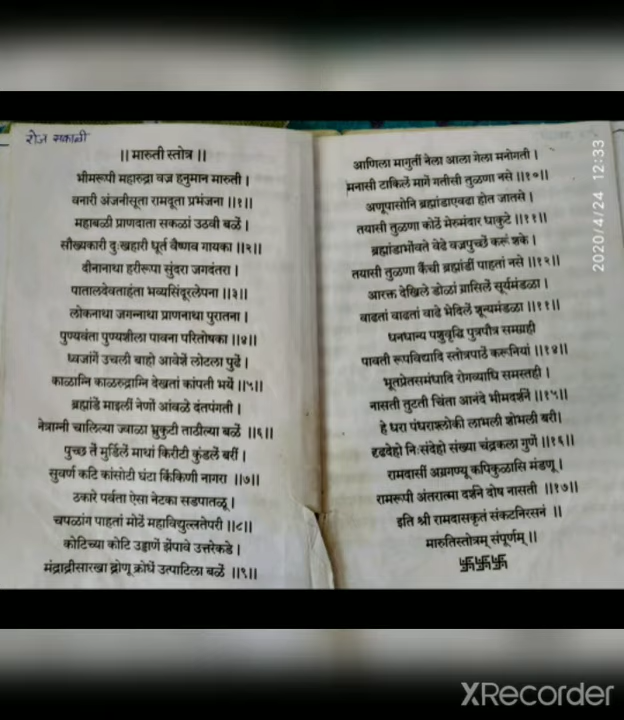 रोज सकाळी
|| मारुती स्तोत्र ||
भीमरूपी महारुद्रा वज्र हनुमान मारुती |
वनारी अंजनीसूता रामदूता प्रभंजना ||१||
महाबळी प्राणदाता सकळां उठवी बळें |
सौख्यकारी दुःखहारी धूर्त वैष्णव गायका ||२||
दीनानाथा हरीरूपा सुंदरा जगदंतरा |
पातालदेवताहंता भव्यसिंदूरलेपना ||३||
लोकनाथा जगन्नाथा प्राणनाथा पुरातना |
पुण्यवंता पुण्यशीला पावना परितोषका ||४||
ध्वजांगें उचली बाहो आवेशें लोटला पुढें |
काळाग्नि काळरुद्राग्नि देखतां कांपती भयें ||५||
ब्रह्मांडें माइलीं नेणों आंवळे दंतपंगती |
नेत्राग्नी चालिल्या ज्वाळा भ्रुकुटी ताठील्या बळें ||६||
पुच्छ तें मुर्डिलें माथां किरीटी कुंडलें बरीं |
सुवर्ण कटि कांसोटी घंटा किंकिणी नागरा ||७||
ठकारे पर्वता ऐसा नेटका सडपातळू |
चपळांग पाहतां मोठें महाविद्युल्लतेपरी ||८||
कोटिच्या कोटि उड्डाणें झेंपावे उत्तरेकडे |
मंद्राद्रीसारखा द्रोणू क्रोधें उत्पाटिला बळें ||९||
आणिला मागुतीं नेला आला गेला मनोगती |
मनासी टाकिलें मागें गतीसी तुळणा नसे ||१०||
अणूपासोनि ब्रह्मांडाएवढा होत जातसे |
तयासी तुळणा कोठें मेरुमंदार धाकुटे ||११||
ब्रह्मांडाभोंवते वेढे वज्रपुच्छें करूं शके |
तयासी तुळणा कैंची ब्रह्मांडीं पाहतां नसे ||१२||
आरक्त देखिले डोळां ग्रासिलें सूर्यमंडळा |
वाढतां वाढतां वाढे भेदिलें शून्यमंडळा ||११||
धनधान्य पशुवृद्धि पुत्रपौत्र समग्रही
पावती रूपविद्यादि स्तोत्रपाठें करूनियां ||१४||
भूतप्रेतसमंधादि रोगव्याधि समस्तही |
नासती तुटती चिंता आनंदे भीमदर्शनें ||१५||
हे धरा पंधराश्लोकी लाभली शोभली बरी|
दृढदेहो निःसंदेहो संख्या चंद्रकला गुणें ||१६||
रामदासीं अग्रगण्यू कपिकुळासि मंडणू |
रामरूपी अंतरात्मा दर्शने दोष नासती ||१७||
इति श्री रामदासकृतं संकटनिरसनं ||
मारुतिस्तोत्रम् संपूर्णम् ||
卐卐卐
2020/4/24 12:33
XRecorder